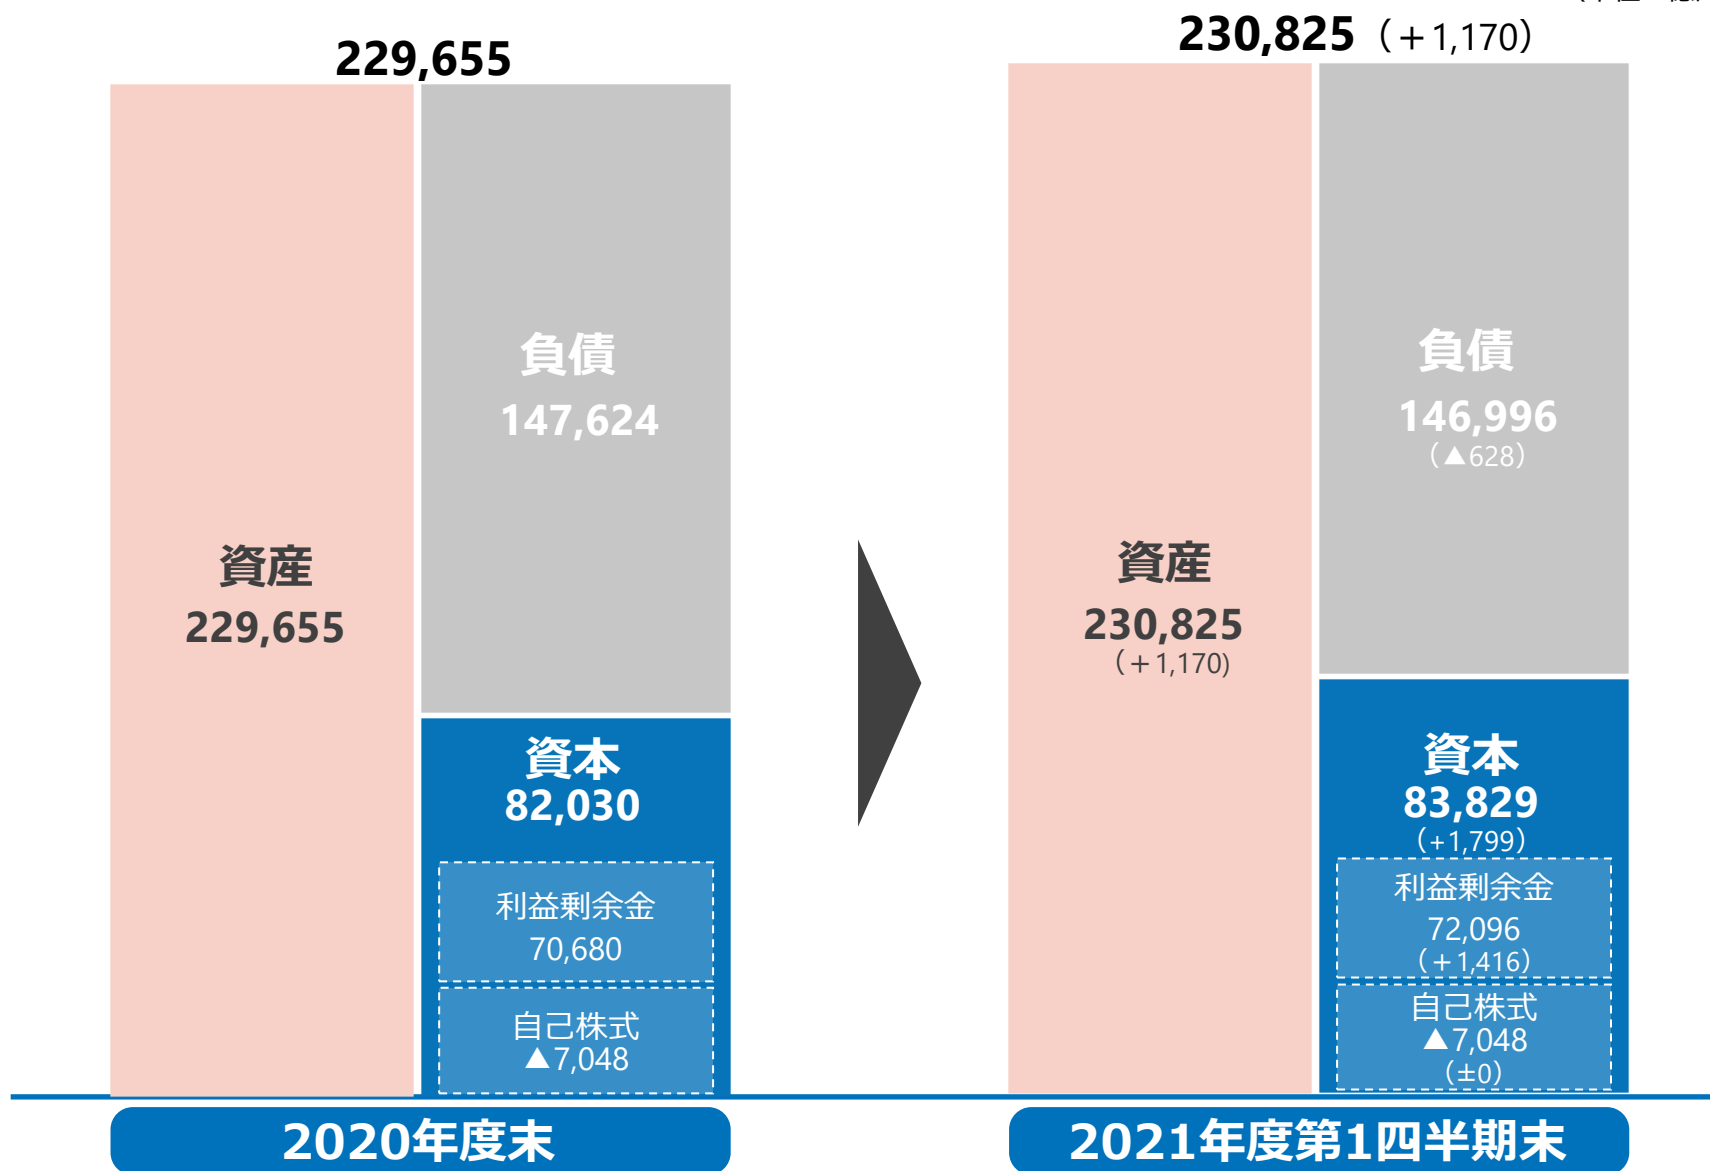 229,655
資産
229,655
負債
147,624
資本
82,030
利益剰余金
70,680
自己株式
▲7,048
2020年度末
230,825（＋1,170）
資産
230,825
（＋1,170)
負債
146,996
（▲628）
資本
83,829
（+1,799）
利益剰余金
72,096
（＋1,416）
自己株式
▲7,048
（±0）
2021年度第1四半期末